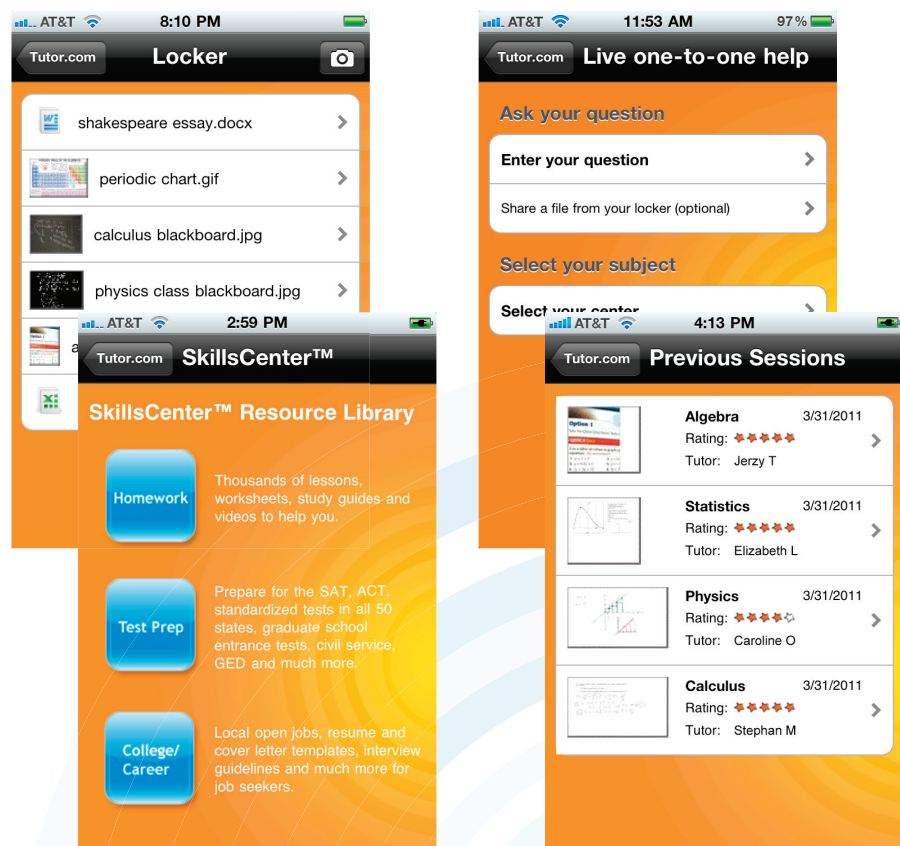 AT&T 8:10 PM
Tutor.com Locker
shakespeare essay.docx
periodic chart.gif
calculus blackboard.jpg
physics class blackboard.jpg
a
AT&T 11:53 AM 97%
Tutor.com Live one-to-one help
Ask your question
Enter your question
Share a file from your locker (optional)
Select your subject
Select your center
AT&T 2:59 PM
Tutor.com SkillsCenter™
SkillsCenter™ Resource Library
Homework
Thousands of lessons,
worksheets, study guides and
videos to help you.
Test Prep
Prepare for the SAT, ACT,
standardized tests in all 50
states, graduate school
entrance tests, civil service,
GED and much more.
College/
Career
Local open jobs, resume and
cover letter templates, interview
guidelines and much more for
job seekers.
AT&T 4:13 PM
Tutor.com Previous Sessions
Option 1
Algebra 3/31/2011
Rating:
Tutor: Jerzy T
Statistics 3/31/2011
Rating:
Tutor: Elizabeth L
Physics 3/31/2011
Rating:
Tutor: Caroline O
Calculus 3/31/2011
Rating:
Tutor: Stephan M